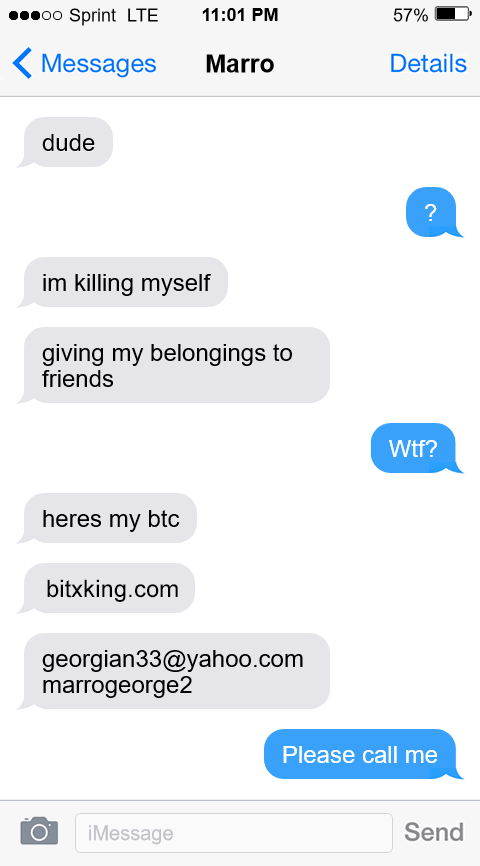 Sprint LTE 11:01 PM 57%
Messages Marro Details
dude
?
im killing myself
giving my belongings to
friends
Wtf?
heres my btc
bitxking.com
georgian33@yahoo.com
marrogeorge2
Please call me
iMessage Send